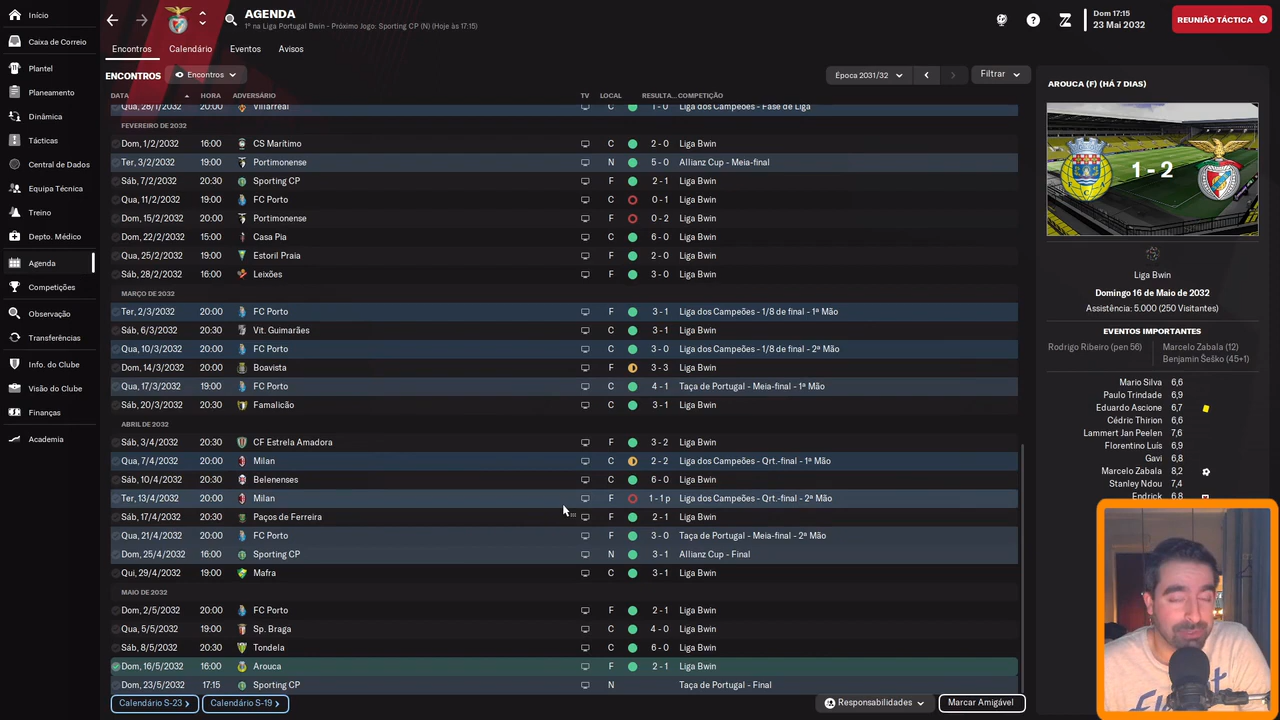 Início
Caixa de Correio
Plantel
Planeamento
Dinâmica
Tácticas
Central de Dados
Equipa Técnica
Treino
Depto. Médico
Agenda
Competições
Observação
Transferências
Info. do Clube
Visão do Clube
Finanças
Academia
AGENDA
1º na Liga Portugal Bwin - Próximo Jogo: Sporting CP (N) (Hoje às 17:15)
Dom 17:15
23 Mai 2032
REUNIÃO TÁCTICA
Encontros Calendário Eventos Avisos
ENCONTROS Encontros Época 2031/32 Filtrar
DATA HORA ADVERSÁRIO TV LOCAL RESULTA... COMPETIÇÃO
Qua, 28/1/2032 20:00 Villarreal C 1 - 0 Liga dos Campeões - Fase de Liga
FEVEREIRO DE 2032
Dom, 1/2/2032 16:00 CS Marítimo C 2 - 0 Liga Bwin
Ter, 3/2/2032 19:00 Portimonense N 5 - 0 Allianz Cup - Meia-final
Sáb, 7/2/2032 20:30 Sporting CP F 2 - 1 Liga Bwin
Qua, 11/2/2032 20:00 FC Porto C 0 - 1 Liga Bwin
Dom, 15/2/2032 20:00 Portimonense F 0 - 2 Liga Bwin
Dom, 22/2/2032 15:00 Casa Pia C 6 - 0 Liga Bwin
Qua, 25/2/2032 19:00 Estoril Praia F 2 - 0 Liga Bwin
Sáb, 28/2/2032 16:00 Leixões F 3 - 0 Liga Bwin
MARÇO DE 2032
Ter, 2/3/2032 20:00 FC Porto F 3 - 1 Liga dos Campeões - 1/8 de final - 1ª Mão
Sáb, 6/3/2032 20:30 Vit. Guimarães C 3 - 1 Liga Bwin
Qua, 10/3/2032 20:00 FC Porto C 3 - 0 Liga dos Campeões - 1/8 de final - 2ª Mão
Dom, 14/3/2032 20:00 Boavista F 3 - 3 Liga Bwin
Qua, 17/3/2032 19:00 FC Porto C 4 - 1 Taça de Portugal - Meia-final - 1ª Mão
Sáb, 20/3/2032 20:30 Famalicão C 3 - 1 Liga Bwin
ABRIL DE 2032
Sáb, 3/4/2032 20:30 CF Estrela Amadora F 3 - 2 Liga Bwin
Qua, 7/4/2032 20:00 Milan C 2 - 2 Liga dos Campeões - Qrt.-final - 1ª Mão
Sáb, 10/4/2032 20:30 Belenenses C 6 - 0 Liga Bwin
Ter, 13/4/2032 20:00 Milan F 1 - 1 p Liga dos Campeões - Qrt.-final - 2ª Mão
Sáb, 17/4/2032 20:30 Paços de Ferreira F 2 - 1 Liga Bwin
Qua, 21/4/2032 20:00 FC Porto F 3 - 0 Taça de Portugal - Meia-final - 2ª Mão
Dom, 25/4/2032 16:00 Sporting CP N 3 - 1 Allianz Cup - Final
Qui, 29/4/2032 19:00 Mafra C 3 - 1 Liga Bwin
MAIO DE 2032
Dom, 2/5/2032 20:00 FC Porto F 2 - 1 Liga Bwin
Qua, 5/5/2032 19:00 Sp. Braga C 4 - 0 Liga Bwin
Sáb, 8/5/2032 20:30 Tondela C 6 - 0 Liga Bwin
Dom, 16/5/2032 16:00 Arouca F 2 - 1 Liga Bwin
Dom, 23/5/2032 17:15 Sporting CP N Taça de Portugal - Final
Calendário S-23 Calendário S-19 Responsabilidades Marcar Amigável
AROUCA (F) (HÁ 7 DIAS)
1 - 2
Liga Bwin
Domingo 16 de Maio de 2032
Assistência: 5.000 (250 Visitantes)
EVENTOS IMPORTANTES
Rodrigo Ribeiro (pen 56) Marcelo Zabala (12)
Benjamin Šeško (45+1)
Mario Silva 6,6
Paulo Trindade 6,9
Eduardo Ascione 6,7
Cédric Thirion 6,6
Lammert Jan Peelen 7,6
Florentino Luís 6,9
Gavi 6,8
Marcelo Zabala 8,2
Stanley Ndou 7,4
Endrick 6,8